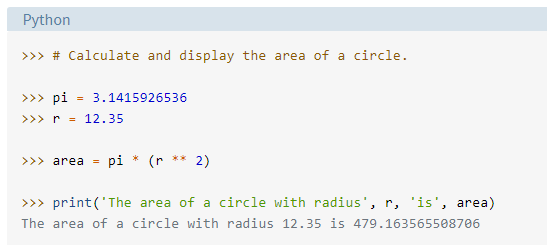 Python
>>> # Calculate and display the area of a circle.
>>> pi = 3.1415926536
>>> r = 12.35
>>> area = pi * (r ** 2)
>>> print('The area of a circle with radius', r, 'is', area)
The area of a circle with radius 12.35 is 479.163565508706